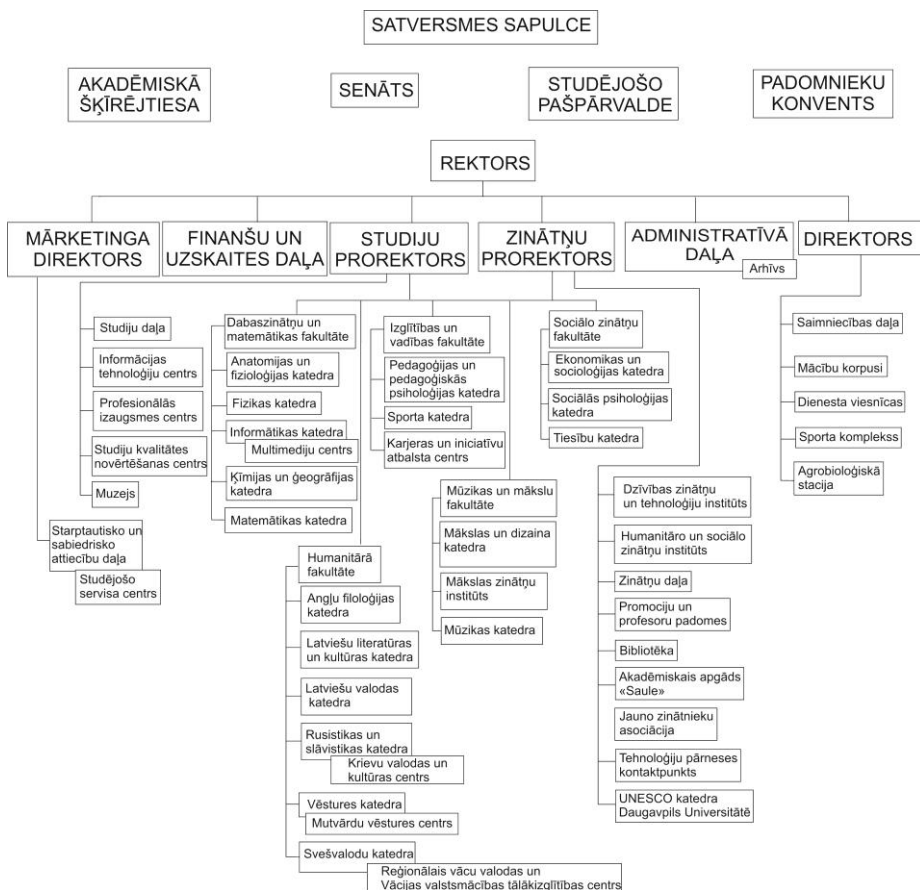 SATVERSMES SAPULCE
AKADĒMISKĀ
ŠĶĪRĒJTIESA
SENĀTS
STUDĒJOŠO
PAŠPĀRVALDE
PADOMNIEKU
KONVENTS
REKTORS
MĀRKETINGA
DIREKTORS
FINANŠU UN
UZSKAITES DAĻA
STUDIJU
PROREKTORS
ZINĀTŅU
PROREKTORS
ADMINISTRATĪVĀ
DAĻA
Arhīvs
DIREKTORS
Studiju daļa
Informācijas
tehnoloģiju centrs
Profesionālās
izaugsmes centrs
Studiju kvalitātes
novērtēšanas centrs
Muzejs
Starptautisko un
sabiedrisko
attiecību daļa
Studējošo
servisa centrs
Dabaszinātņu un
matemātikas fakultāte
Anatomijas un
fizioloģijas katedra
Fizikas katedra
Informātikas katedra
Multimediju centrs
Ķīmijas un ģeogrāfijas
katedra
Matemātikas katedra
Humanitārā
fakultāte
Angļu filoloģijas
katedra
Latviešu literatūras
un kultūras katedra
Latviešu valodas
katedra
Rusistikas un
slāvistikas katedra
Krievu valodas un
kultūras centrs
Vēstures katedra
Mutvārdu vēstures centrs
Svešvalodu katedra
Reģionālais vācu valodas un
Vācijas valstsmācības tālākizglītības centrs
Izglītības un
vadības fakultāte
Pedagoģijas un
pedagoģiskās
psiholoģijas katedra
Sporta katedra
Karjeras un iniciatīvu
atbalsta centrs
Mūzikas un mākslu
fakultāte
Mākslas un dizaina
katedra
Mākslas zinātņu
institūts
Mūzikas katedra
Sociālo zinātņu
fakultāte
Ekonomikas un
socioloģijas katedra
Sociālās psiholoģijas
katedra
Tiesību katedra
Dzīvības zinātņu
un tehnoloģiju institūts
Humanitāro un sociālo
zinātņu institūts
Zinātņu daļa
Promociju un
profesoru padomes
Bibliotēka
Akadēmiskais apgāds
«Saule»
Jauno zinātnieku
asociācija
Tehnoloģiju pārneses
kontaktpunkts
UNESCO katedra
Daugavpils Universitātē
Saimniecības daļa
Mācību korpusi
Dienesta viesnīcas
Sporta komplekss
Agrobioloģiskā
stacija